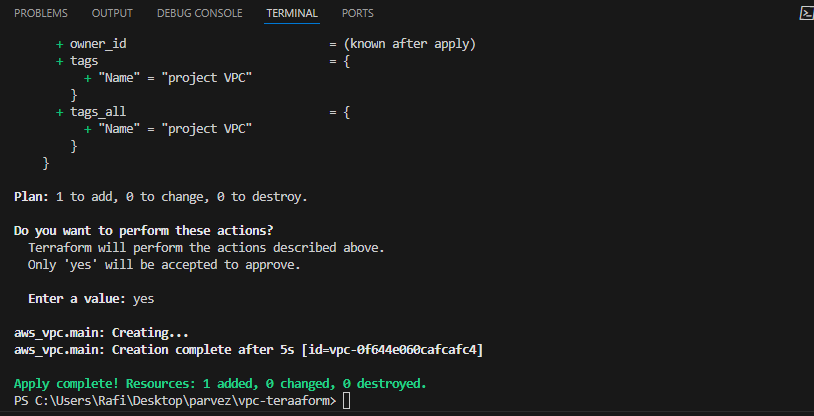 PROBLEMS OUTPUT DEBUG CONSOLE TERMINAL PORTS
+ owner_id = (known after apply)
+ tags = {
+ "Name" = "project VPC"
}
+ tags_all = {
+ "Name" = "project VPC"
}
}
Plan: 1 to add, 0 to change, 0 to destroy.
Do you want to perform these actions?
Terraform will perform the actions described above.
Only 'yes' will be accepted to approve.
Enter a value: yes
aws_vpc.main: Creating...
aws_vpc.main: Creation complete after 5s [id=vpc-0f644e060cafcafc4]
Apply complete! Resources: 1 added, 0 changed, 0 destroyed.
PS C:\Users\Rafi\Desktop\parvez\vpc-teraaform>